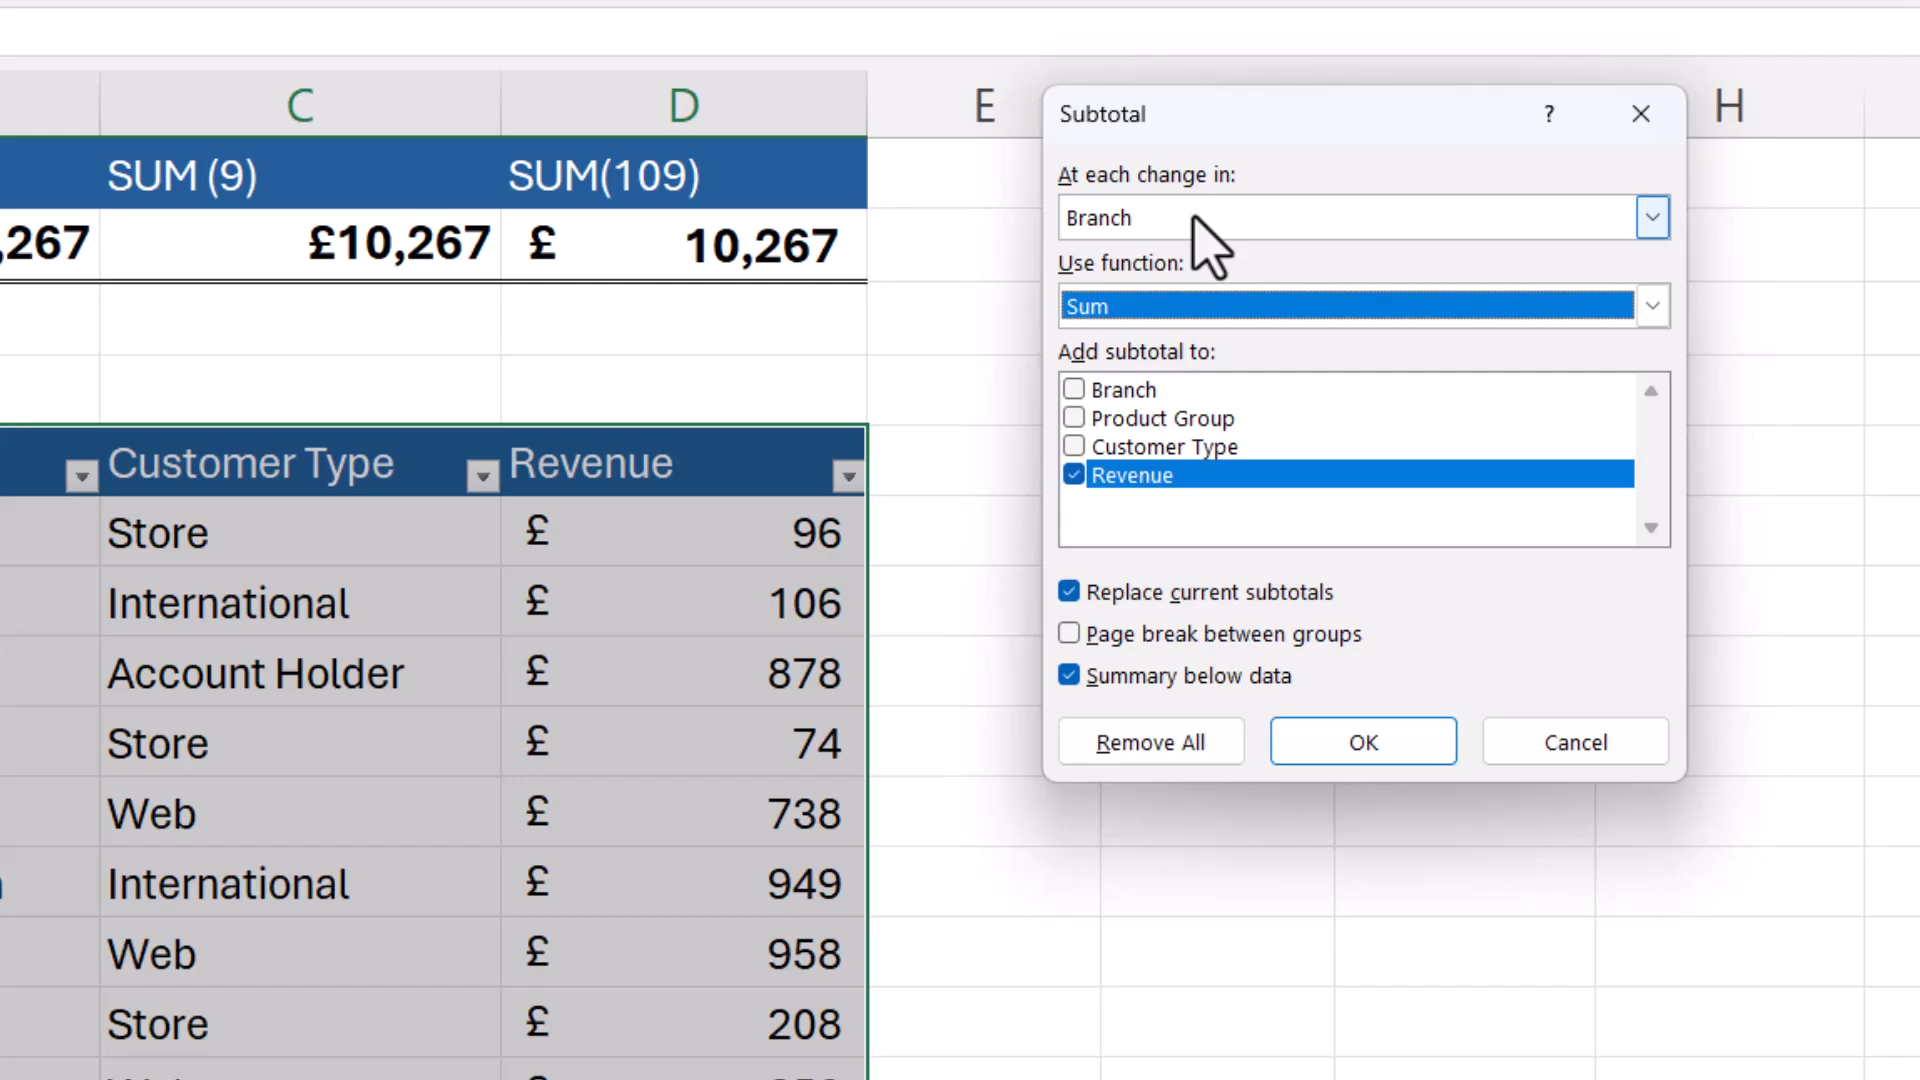 C D E H
SUM (9) SUM(109)
,267 £10,267 £ 10,267
Customer Type Revenue
Store £ 96
International £ 106
Account Holder £ 878
Store £ 74
Web £ 738
International £ 949
Web £ 958
Store £ 208
Subtotal ?
At each change in:
Branch
Use function:
Sum
Add subtotal to:
Branch
Product Group
Customer Type
Revenue
Replace current subtotals
Page break between groups
Summary below data
Remove All OK Cancel